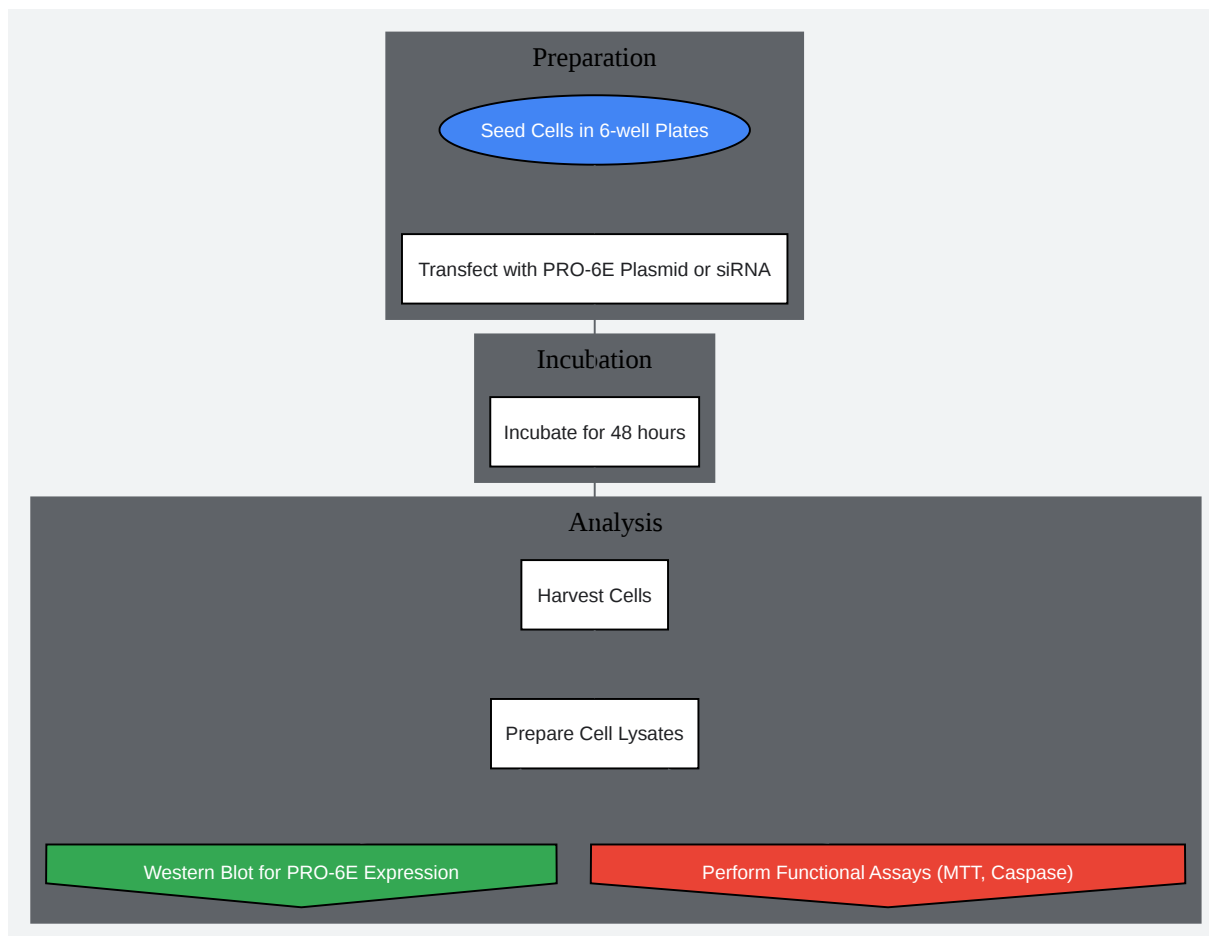 Preparation
Seed Cells in 6-well Plates
Transfect with PRO-6E Plasmid or siRNA
Incubation
Incubate for 48 hours
Analysis
Harvest Cells
Prepare Cell Lysates
Western Blot for PRO-6E Expression
Perform Functional Assays (MTT, Caspase)